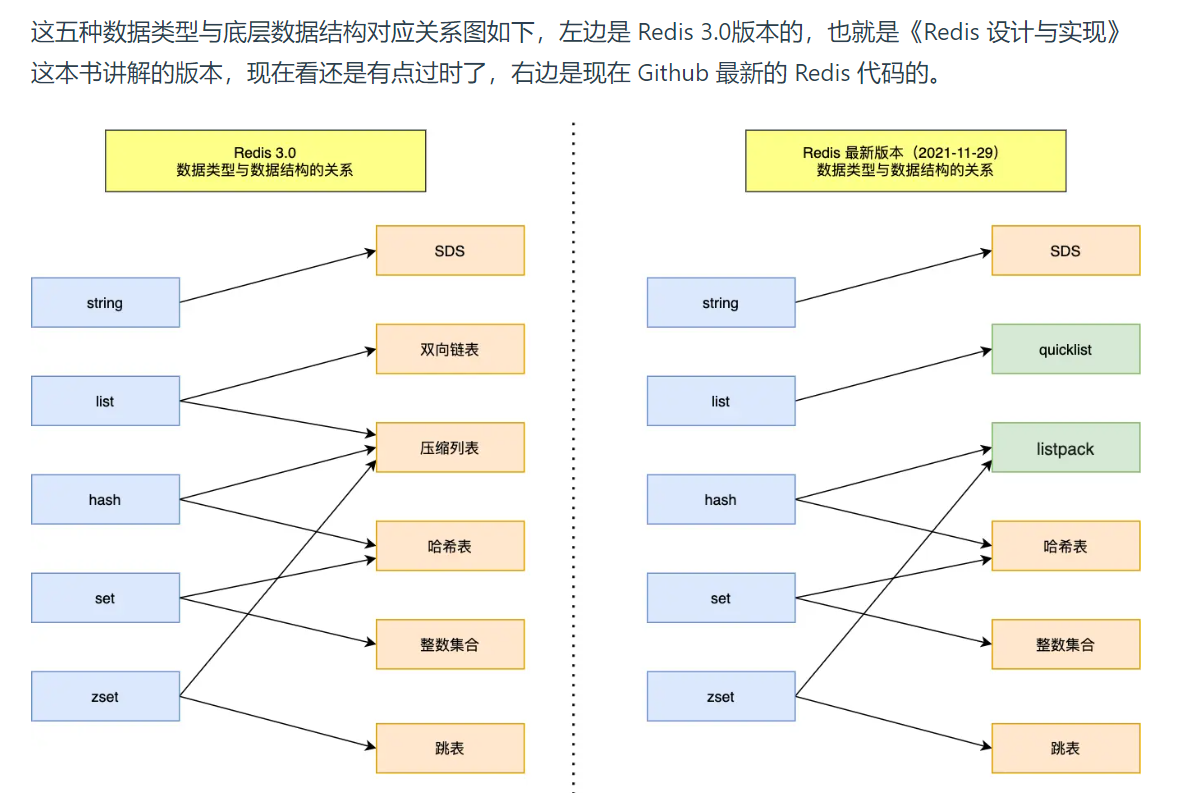 这五种数据类型与底层数据结构对应关系图如下，左边是 Redis 3.0版本的，也就是《Redis 设计与实现》
这本书讲解的版本，现在看还是有点过时了，右边是现在 Github 最新的 Redis 代码的。
Redis 3.0
数据类型与数据结构的关系
SDS
string
双向链表
list
压缩列表
hash
哈希表
set
整数集合
zset
跳表
Redis 最新版本（2021-11-29）
数据类型与数据结构的关系
SDS
string
quicklist
list
listpack
hash
哈希表
set
整数集合
zset
跳表